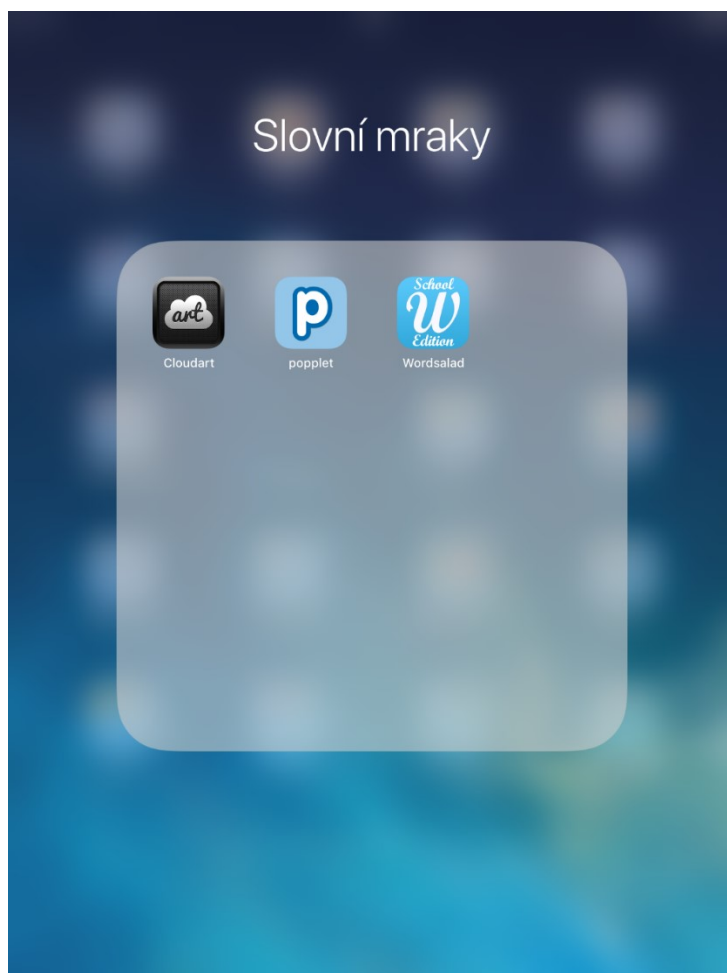 Slovní mraky
art
p
School
W
Edition
Cloudart
popplet
Wordsalad